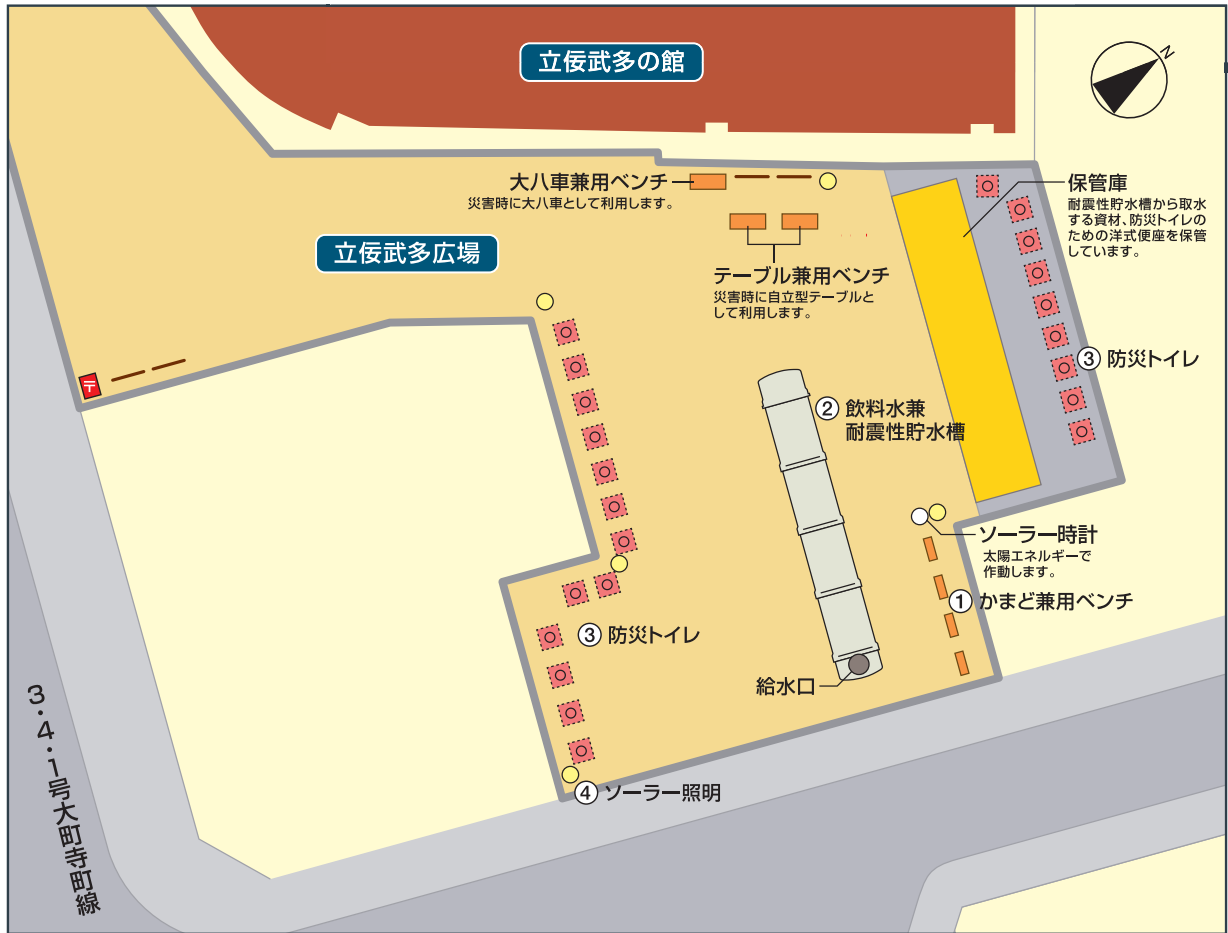 立佞武多の館
N
大八車兼用ベンチ
災害時に大八車として利用します。
保管庫
耐震性貯水槽から取水
する資材、防災トイレの
ための洋式便座を保管
しています。
立佞武多広場
テーブル兼用ベンチ
災害時に自立型テーブルと
して利用します。
③ 防災トイレ
〒
② 飲料水兼
耐震性貯水槽
ソーラー時計
太陽エネルギーで
作動します。
① かまど兼用ベンチ
③ 防災トイレ
給水口
④ ソーラー照明
3・4・1号大町寺町線